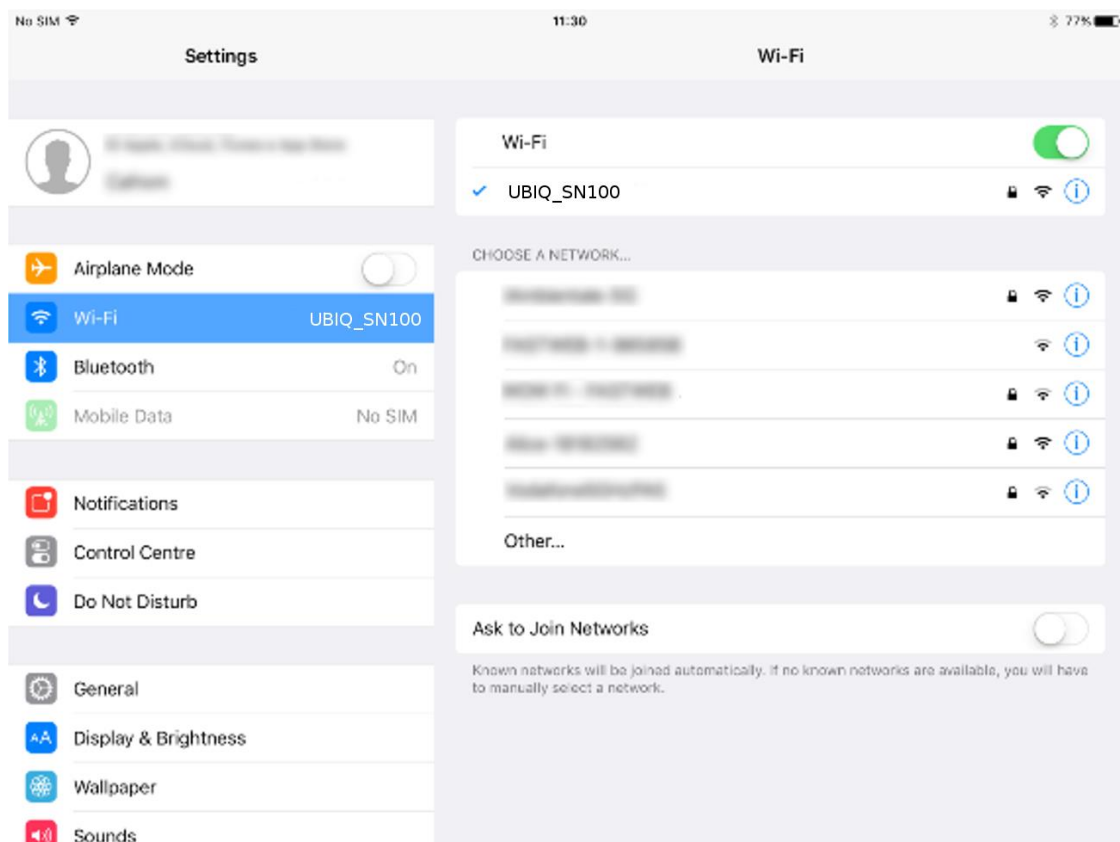 No SIM 11:30 77%
Settings
Wi-Fi
Airplane Mode
Wi-Fi UBIQ_SN100
Bluetooth On
Mobile Data No SIM
Notifications
Control Centre
Do Not Disturb
General
AA Display & Brightness
Wallpaper
Sounds
Wi-Fi
UBIQ_SN100
CHOOSE A NETWORK...
Other...
Ask to Join Networks
Known networks will be joined automatically. If no known networks are available, you will have
to manually select a network.